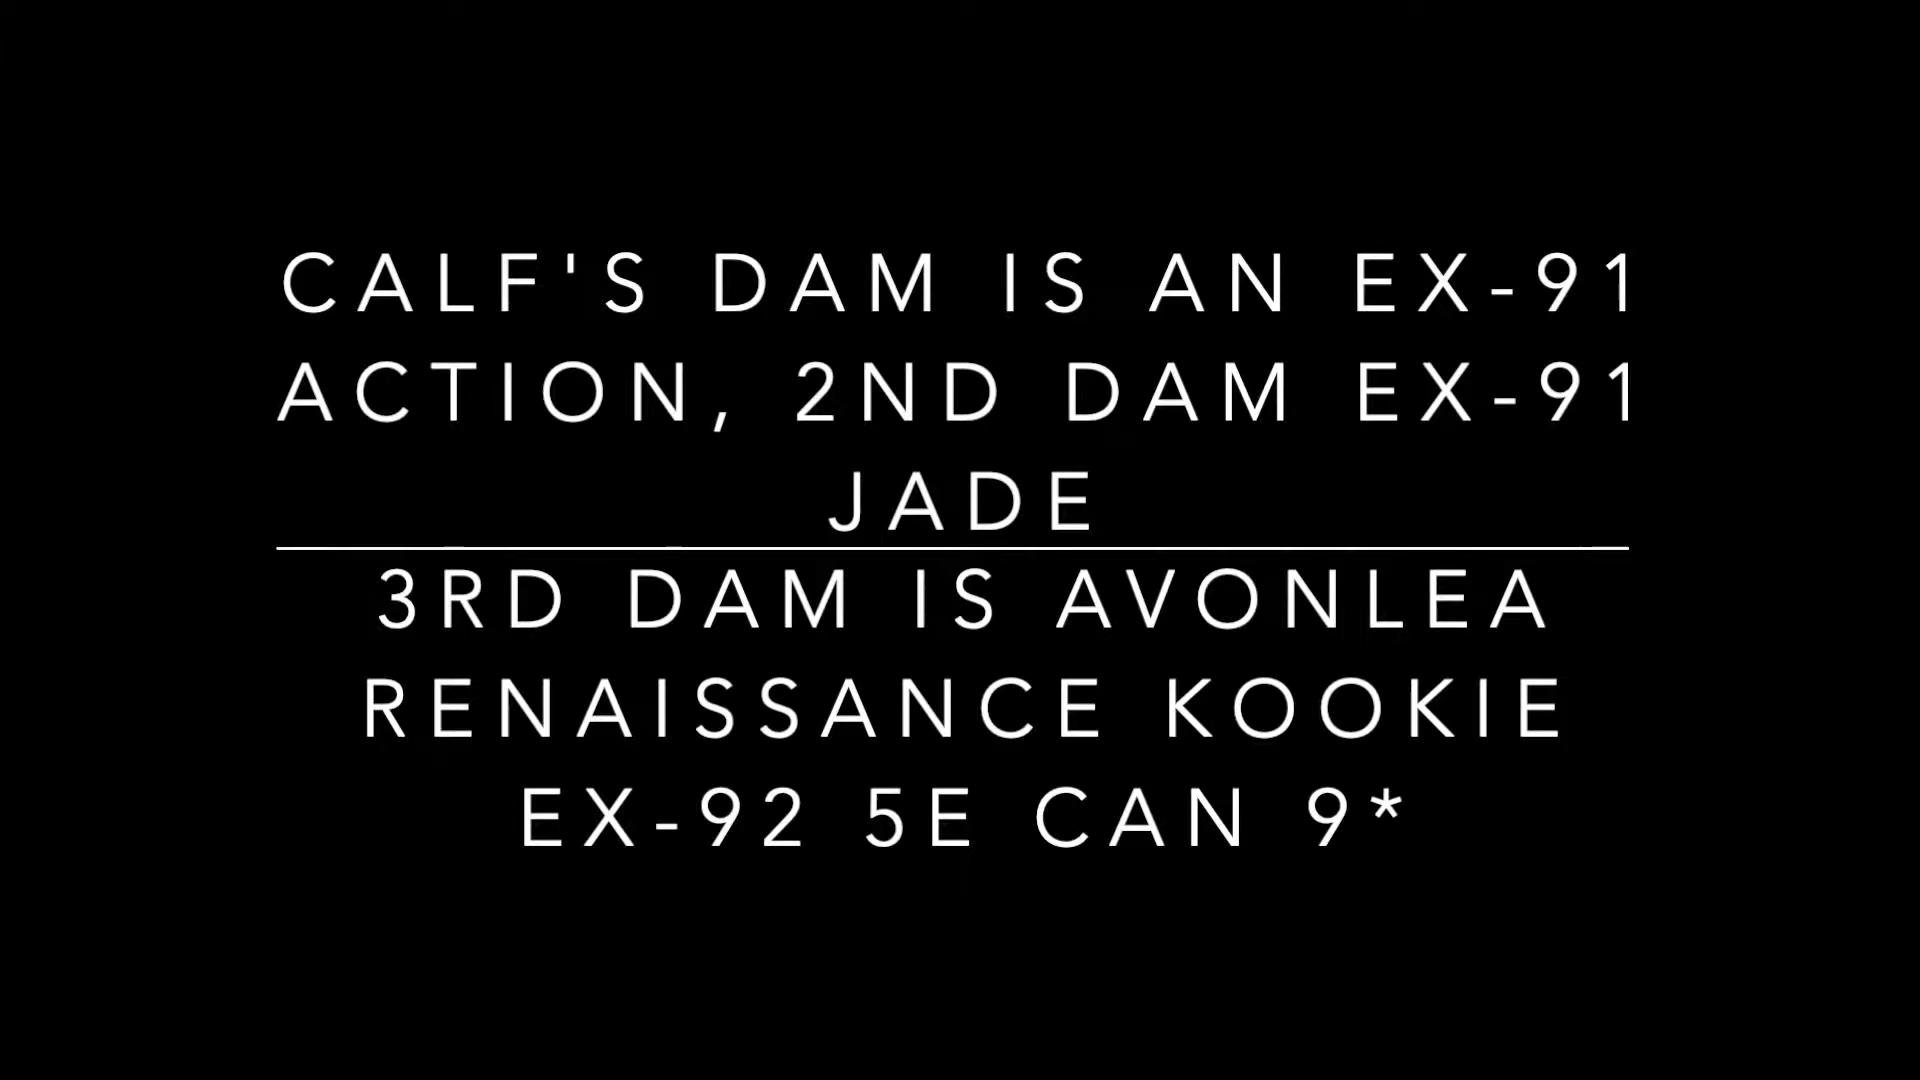 CALF'S DAM IS AN EX-91
ACTION, 2ND DAM EX-91
JADE
3RD DAM IS AVONLEA
RENAISSANCE KOOKIE
EX-92 5E CAN 9*